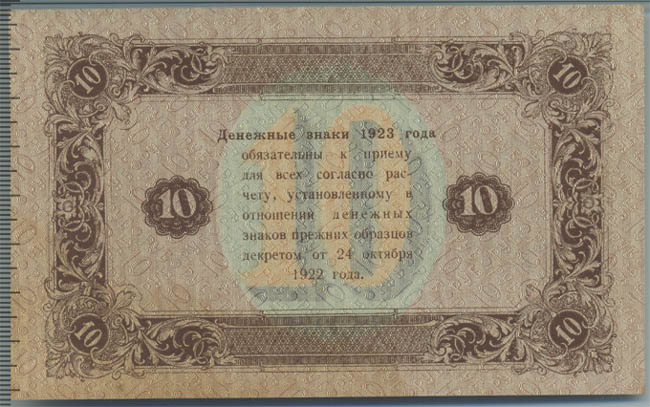 10 10
Денежные знаки 1923 года
обязательны к приему
для всех согласно рас-
чету, установленному в
отношении денежных
знаков прежних образцов
декретом от 24 октября
1922 года.
10 10 10
10 10